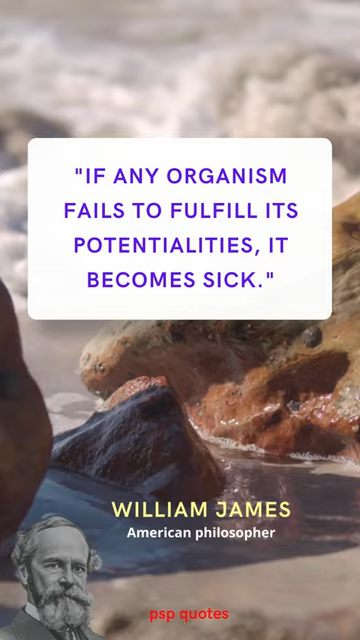 "IF ANY ORGANISM
FAILS TO FULFILL ITS
POTENTIALITIES, IT
BECOMES SICK."
WILLIAM JAMES
American philosopher
psp quotes